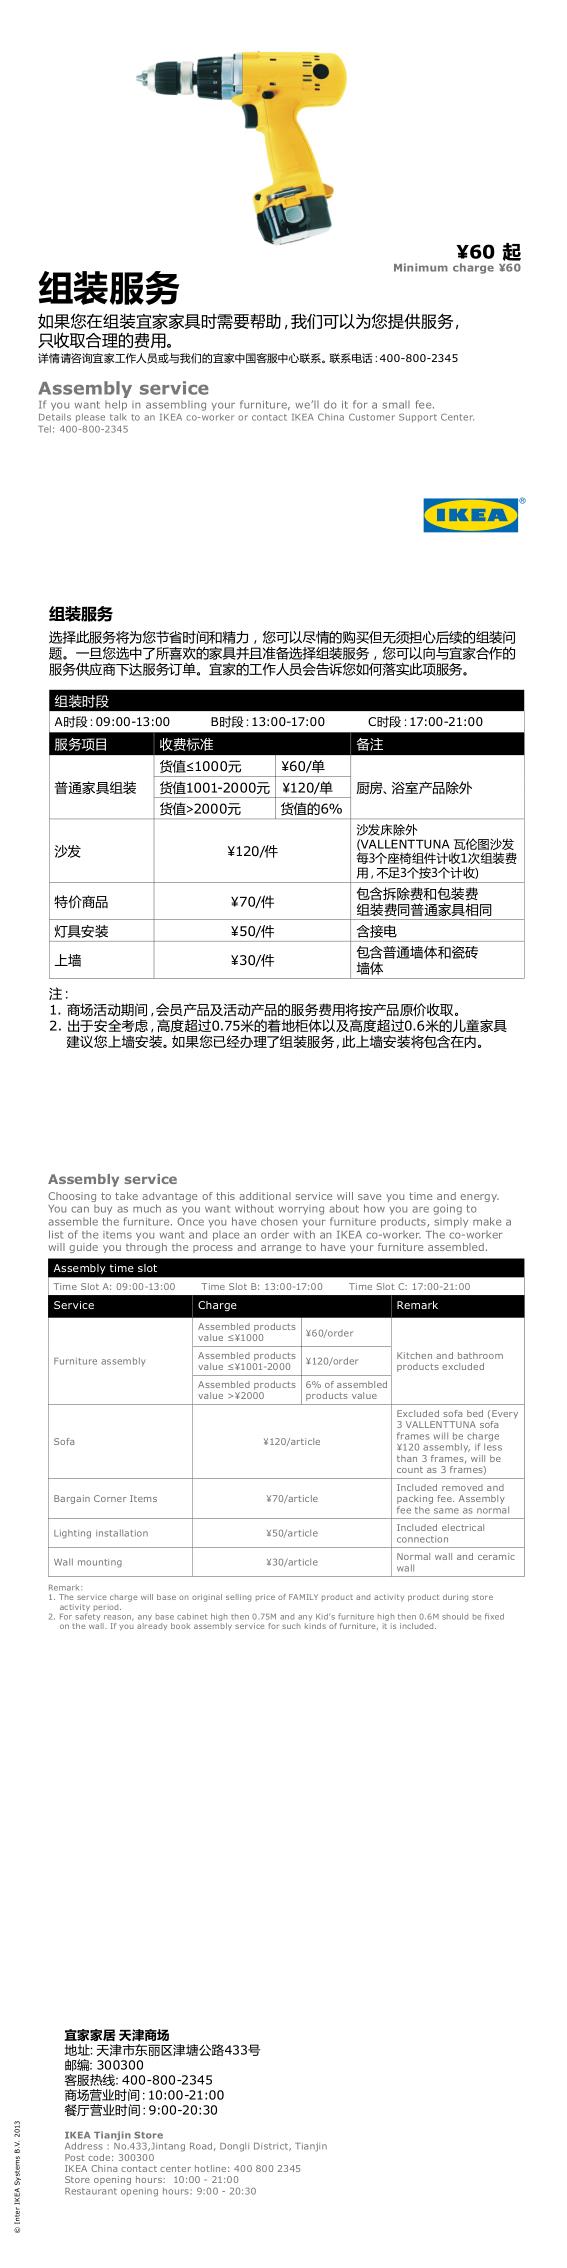 ¥60 起
Minimum charge ¥60
组装服务
如果您在组装宜家家具时需要帮助，我们可以为您提供服务，
只收取合理的费用。
详情请咨询宜家工作人员或与我们的宜家中国客服中心联系。联系电话：400-800-2345
Assembly service
If you want help in assembling your furniture, we'll do it for a small fee.
Details please talk to an IKEA co-worker or contact IKEA China Customer Support Center.
Tel: 400-800-2345
IKEA®
组装服务
选择此服务将为您节省时间和精力，您可以尽情的购买但无须担心后续的组装问
题。一旦您选中了所喜欢的家具并且准备选择组装服务，您可以向与宜家合作的
服务供应商下达服务订单。宜家的工作人员会告诉您如何落实此项服务。
组装时段
A时段：09:00-13:00 B时段：13:00-17:00 C时段：17:00-21:00
服务项目 收费标准 备注
普通家具组装
货值≤1000元 ¥60/单
货值1001-2000元 ¥120/单
货值>2000元 货值的6%
厨房、浴室产品除外
沙发
¥120/件
沙发床除外
(VALLENTTUNA 瓦伦图沙发
每3个座椅组件计收1次组装费
用，不足3个按3个计收)
特价商品
¥70/件
包含拆除费和包装费
组装费同普通家具相同
灯具安装 ¥50/件 含接电
上墙
¥30/件
包含普通墙体和瓷砖
墙体
注：
1. 商场活动期间，会员产品及活动产品的服务费用将按产品原价收取。
2. 出于安全考虑，高度超过0.75米的着地柜体以及高度超过0.6米的儿童家具
建议您上墙安装。如果您已经办理了组装服务，此上墙安装将包含在内。
Assembly service
Choosing to take advantage of this additional service will save you time and energy.
You can buy as much as you want without worrying about how you are going to
assemble the furniture. Once you have chosen your furniture products, simply make a
list of the items you want and place an order with an IKEA co-worker. The co-worker
will guide you through the process and arrange to have your furniture assembled.
Assembly time slot
Time Slot A: 09:00-13:00 Time Slot B: 13:00-17:00 Time Slot C: 17:00-21:00
Service Charge Remark
Furniture assembly
Assembled products
value ≤¥1000
¥60/order
Assembled products
value ≤¥1001-2000
¥120/order
Assembled products
value >¥2000
6% of assembled
products value
Kitchen and bathroom
products excluded
Sofa
¥120/article
Excluded sofa bed (Every
3 VALLENTTUNA sofa
frames will be charge
¥120 assembly, if less
than 3 frames, will be
count as 3 frames)
Bargain Corner Items
¥70/article
Included removed and
packing fee. Assembly
fee the same as normal
Lighting installation
¥50/article
Included electrical
connection
Wall mounting
¥30/article
Normal wall and ceramic
wall
Remark:
1. The service charge will base on original selling price of FAMILY product and activity product during store
activity period.
2. For safety reason, any base cabinet high then 0.75M and any Kid's furniture high then 0.6M should be fixed
on the wall. If you already book assembly service for such kinds of furniture, it is included.
宜家家居 天津商场
地址: 天津市东丽区津塘公路433号
邮编: 300300
客服热线: 400-800-2345
商场营业时间：10:00-21:00
餐厅营业时间：9:00-20:30
IKEA Tianjin Store
Address : No.433,Jintang Road, Dongli District, Tianjin
Post code: 300300
IKEA China contact center hotline: 400 800 2345
Store opening hours: 10:00 - 21:00
Restaurant opening hours: 9:00 - 20:30
© Inter IKEA Systems B.V. 2013